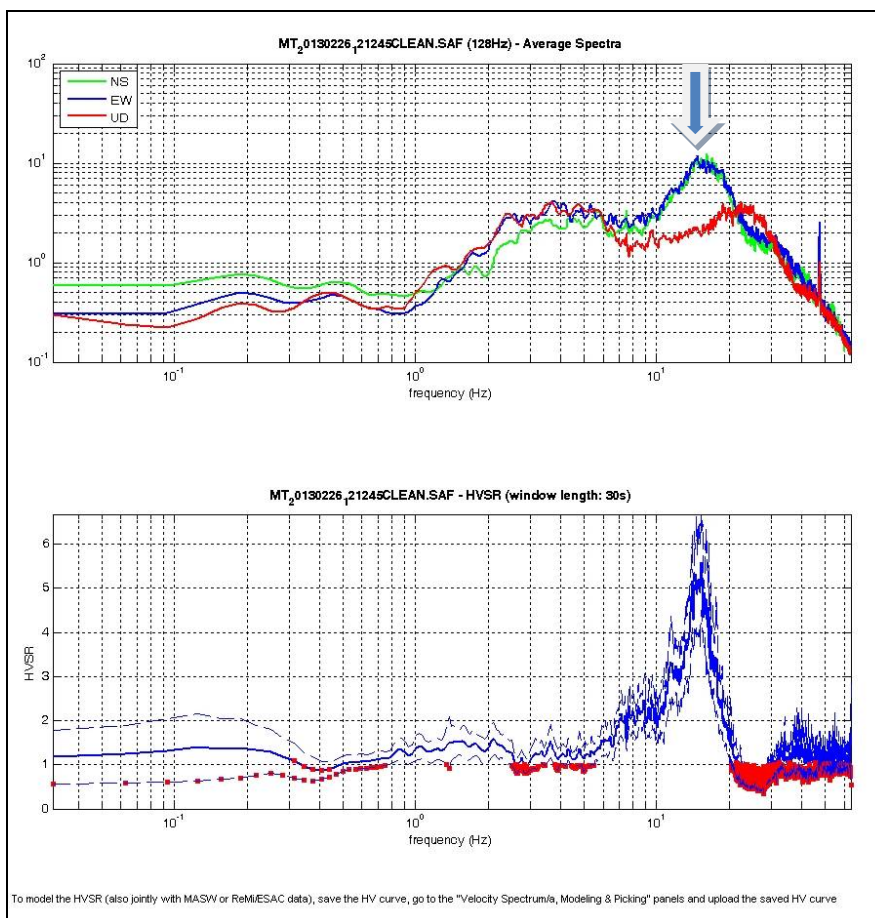 MT_20130226_121245CLEAN.SAF (128Hz) - Average Spectra
10^2
10^1
10^0
10^-1
NS
EW
UD
10^-1 10^0 10^1
frequency (Hz)
MT_20130226_121245CLEAN.SAF - HVSR (window length: 30s)
HVSR
6
5
4
3
2
1
0
10^-1 10^0 10^1
frequency (Hz)
To model the HVSR (also jointly with MASW or ReMi/ESAC data), save the HV curve, go to the "Velocity Spectrum/a, Modeling & Picking" panels and upload the saved HV curve